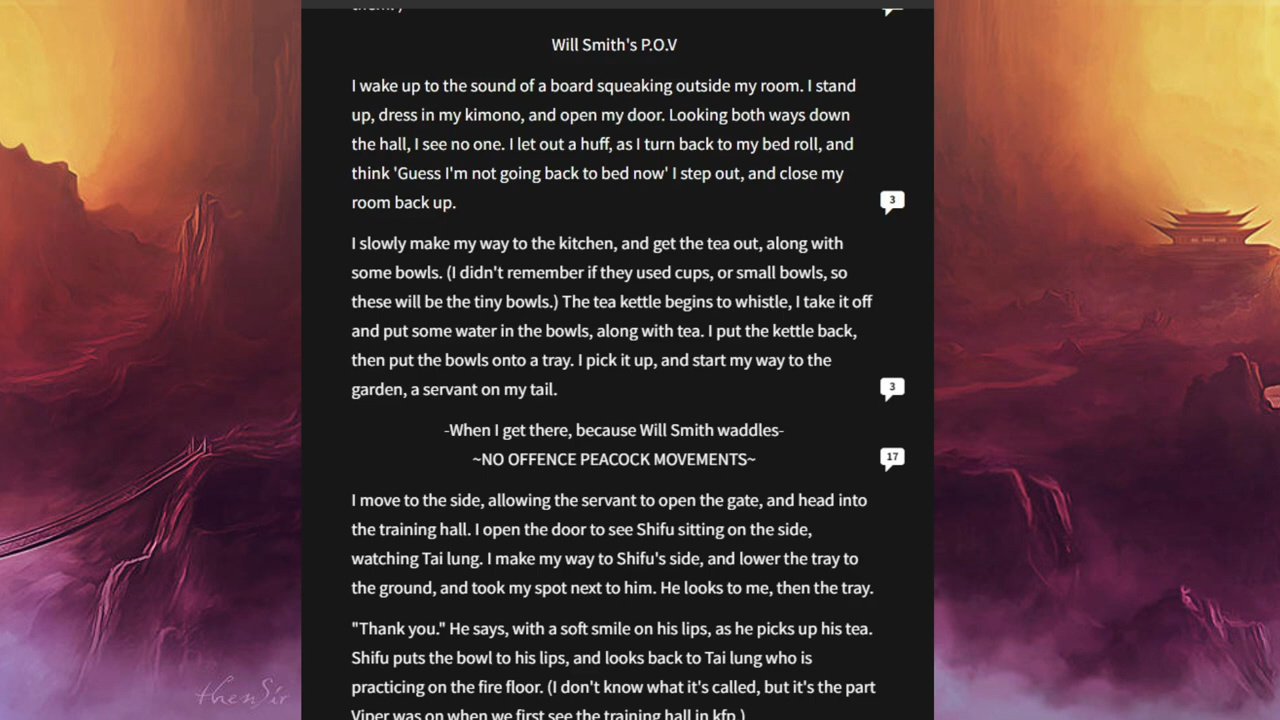 Will Smith's P.O.V
I wake up to the sound of a board squeaking outside my room. I stand
up, dress in my kimono, and open my door. Looking both ways down
the hall, I see no one. I let out a huff, as I turn back to my bed roll, and
think 'Guess I'm not going back to bed now' I step out, and close my
room back up.
3
I slowly make my way to the kitchen, and get the tea out, along with
some bowls. (I didn't remember if they used cups, or small bowls, so
these will be the tiny bowls.) The tea kettle begins to whistle, I take it off
and put some water in the bowls, along with tea. I put the kettle back,
then put the bowls onto a tray. I pick it up, and start my way to the
garden, a servant on my tail.
3
-When I get there, because Will Smith waddles-
~NO OFFENCE PEACOCK MOVEMENTS~
17
I move to the side, allowing the servant to open the gate, and head into
the training hall. I open the door to see Shifu sitting on the side,
watching Tai lung. I make my way to Shifu's side, and lower the tray to
the ground, and took my spot next to him. He looks to me, then the tray.
"Thank you." He says, with a soft smile on his lips, as he picks up his tea.
Shifu puts the bowl to his lips, and looks back to Tai lung who is
practicing on the fire floor. (I don't know what it's called, but it's the part
Viper was on when we first see the training hall in kfp.)